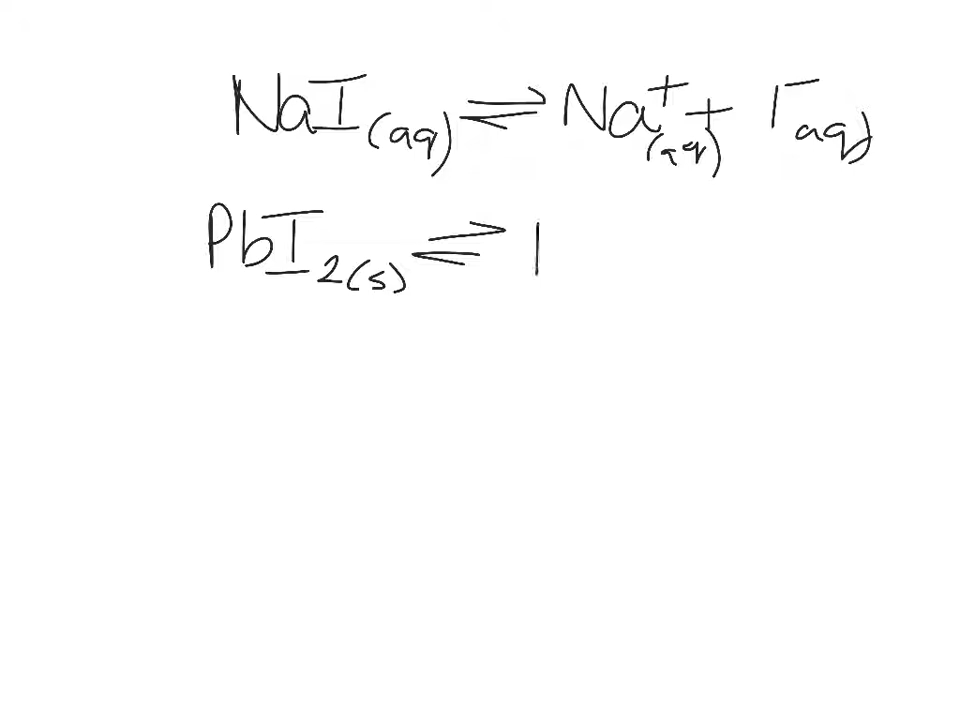 NaI(aq) ⇌ Na⁺(aq) + I⁻aq)
PbI₂(s) ⇌ |